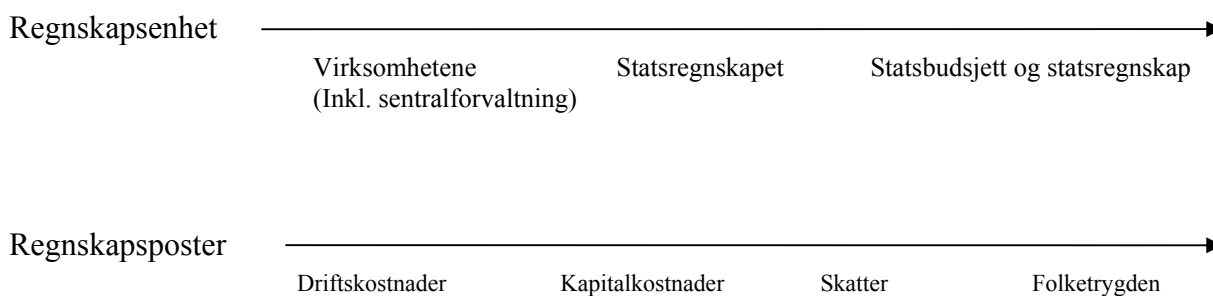 Regnskapsenhet
Virksomhetene Statsregnskapet Statsbudsjett og statsregnskap
(Inkl. sentralforvaltning)
Regnskapsposter
Driftskostnader Kapitalkostnader Skatter Folketrygden